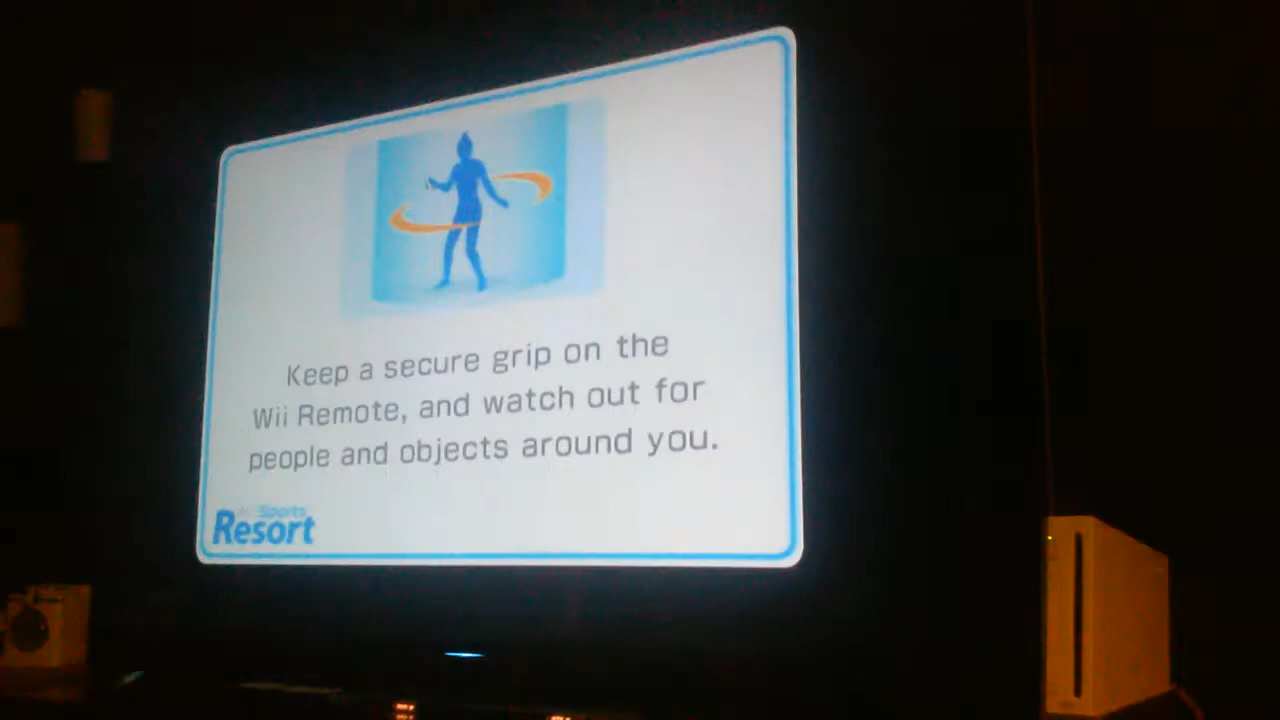 Keep a secure grip on the
Wii Remote, and watch out for
people and objects around you.
Sports
Resort